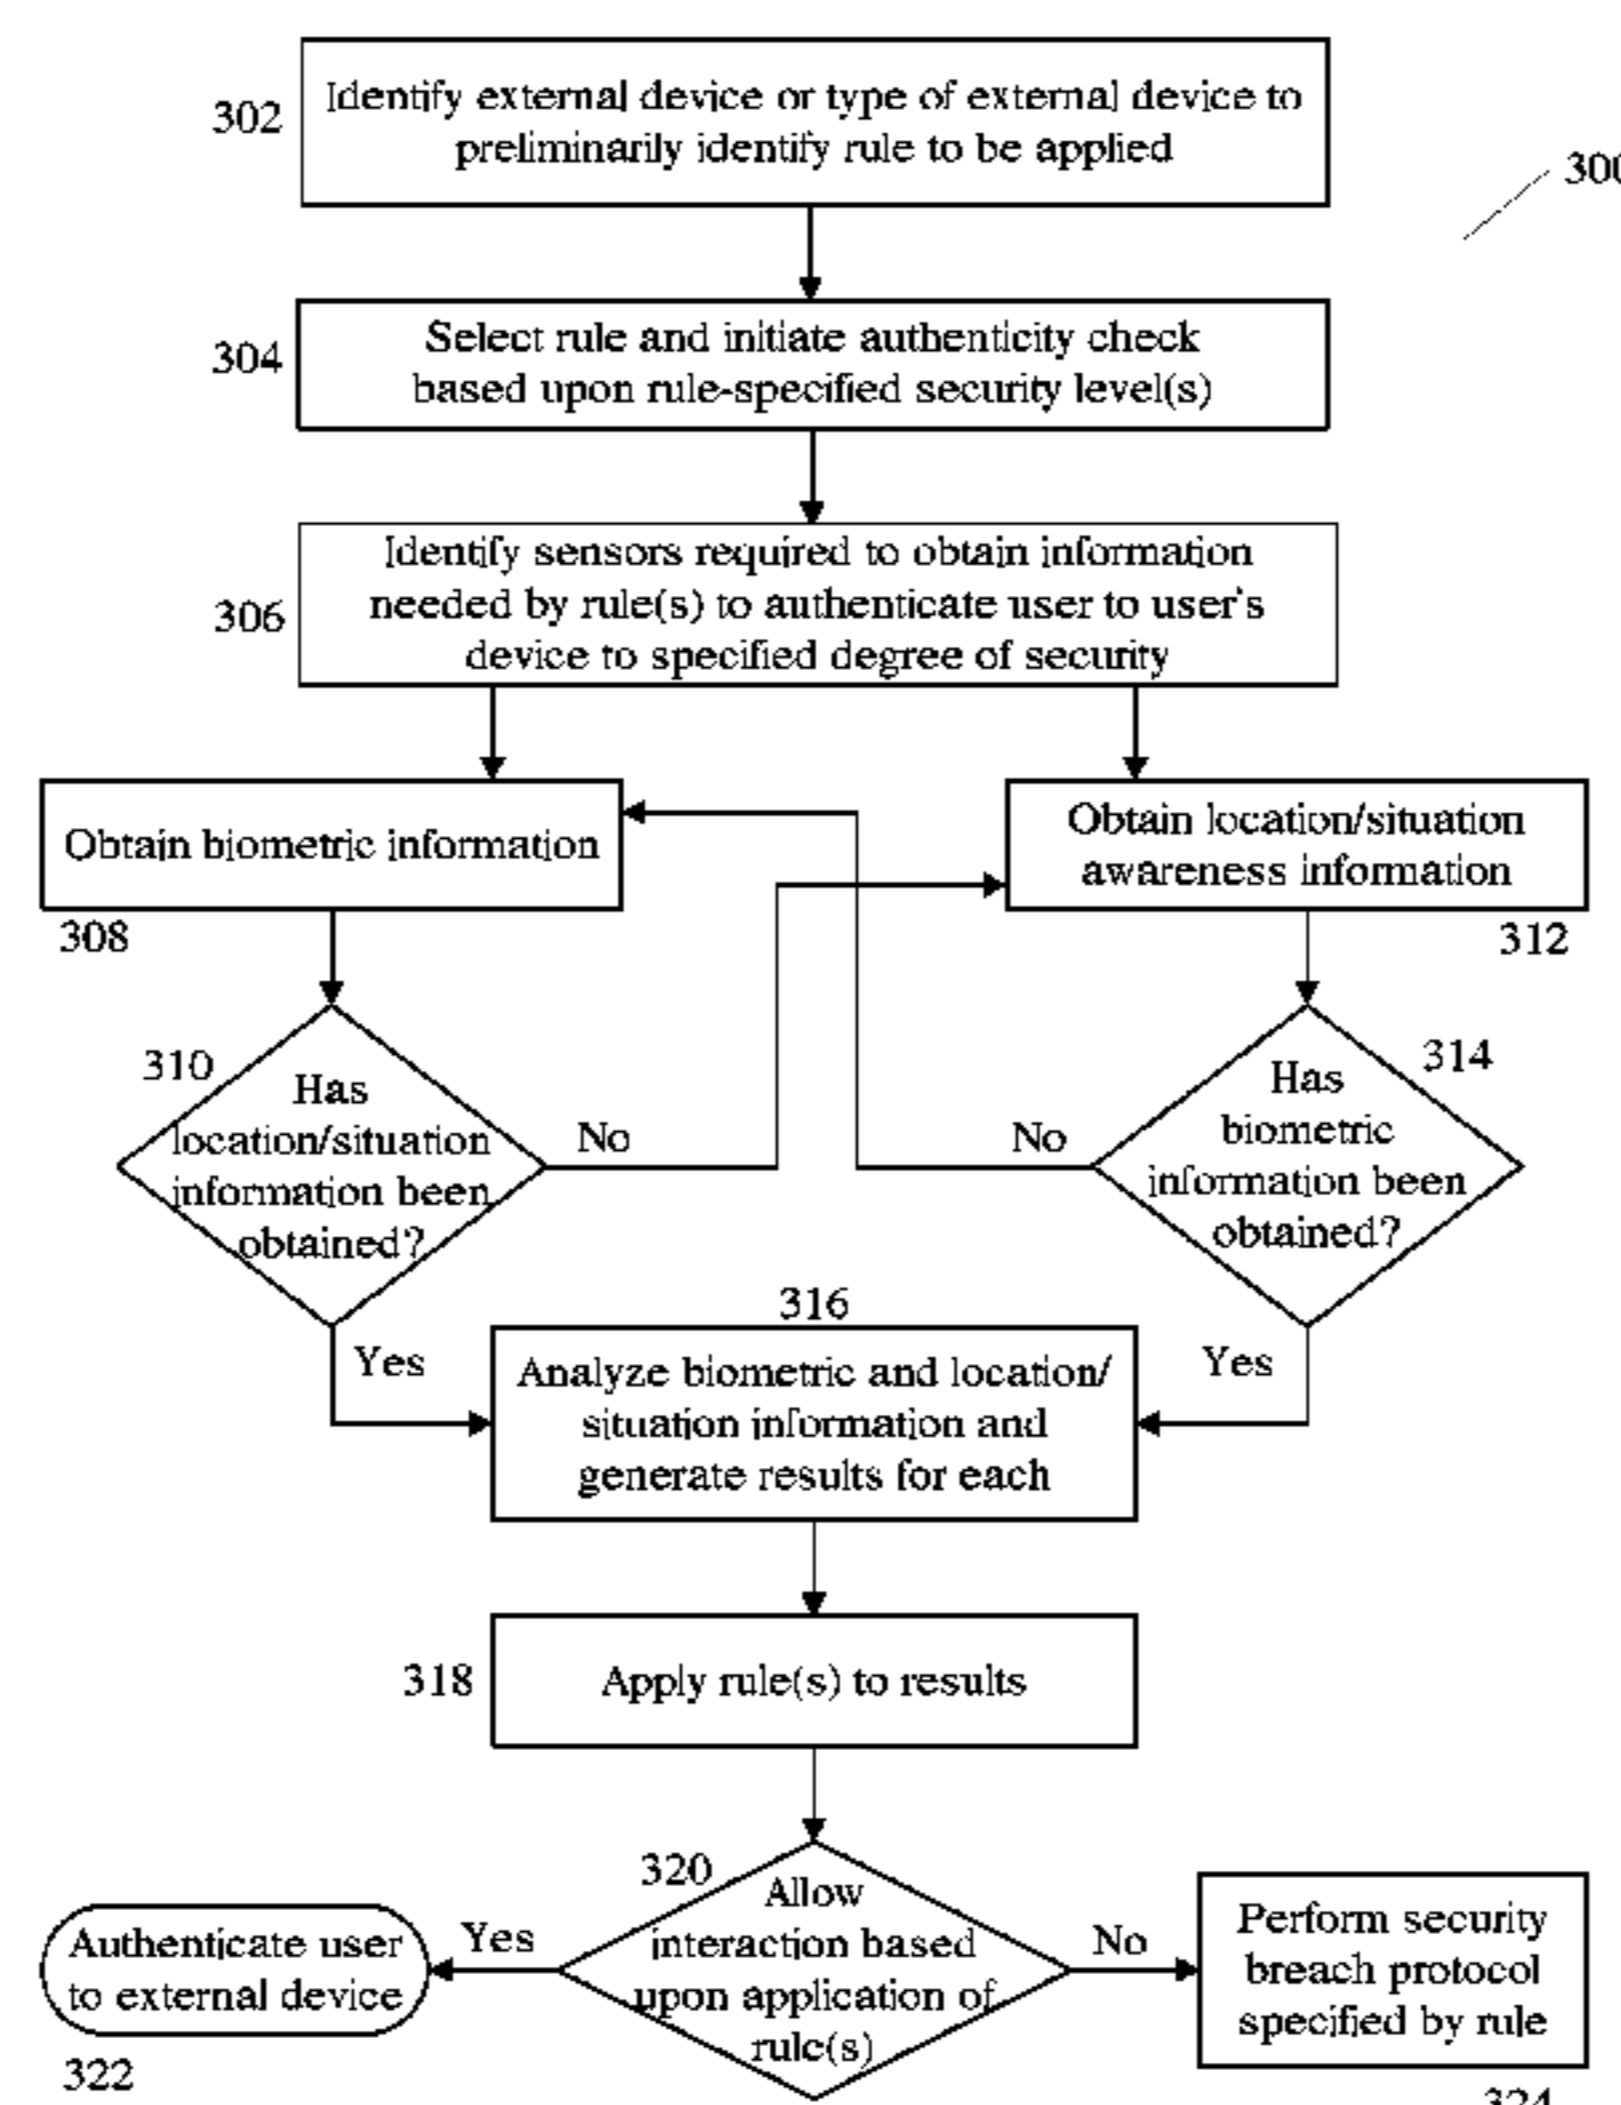 302
Identify external device or type of external device to
preliminarily identify rule to be applied
300
304
Select rule and initiate authenticity check
based upon rule-specified security level(s)
306
Identify sensors required to obtain information
needed by rule(s) to authenticate user to user's
device to specified degree of security
Obtain biometric information
308
Obtain location/situation
awareness information
312
310
Has
location/situation
information been
obtained?
No
No
314
Has
biometric
information been
obtained?
Yes
316
Yes
Analyze biometric and location/
situation information and
generate results for each
318
Apply rule(s) to results
320
Allow
interaction based
upon application of
rule(s)
Yes
No
Authenticate user
to external device
322
Perform security
breach protocol
specified by rule
324